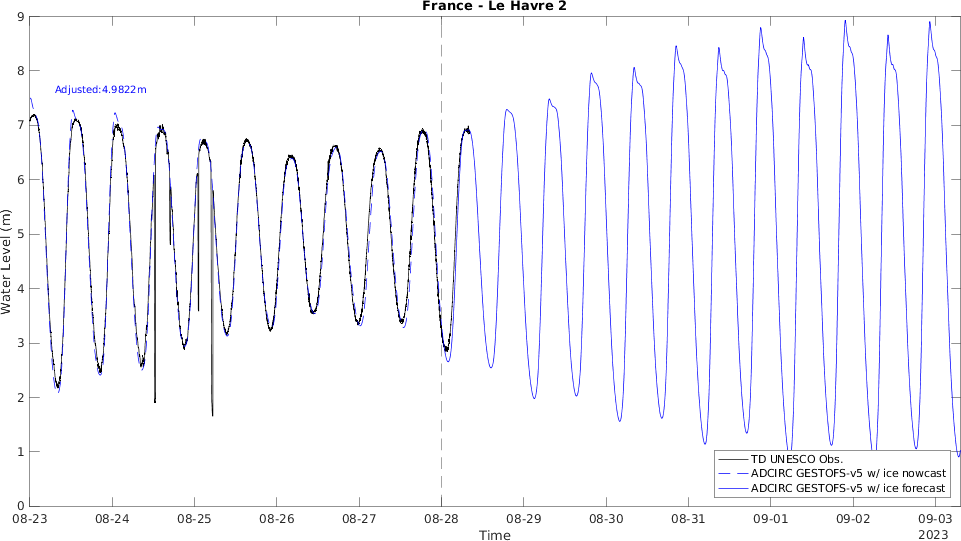 France - Le Havre 2
9
8
7
6
5
4
3
2
1
0
Water Level (m)
Adjusted:4.9822m
TD UNESCO Obs.
ADCIRC GESTOFS-v5 w/ ice nowcast
ADCIRC GESTOFS-v5 w/ ice forecast
08-23 08-24 08-25 08-26 08-27 08-28 08-29 08-30 08-31 09-01 09-02 09-03
Time
2023